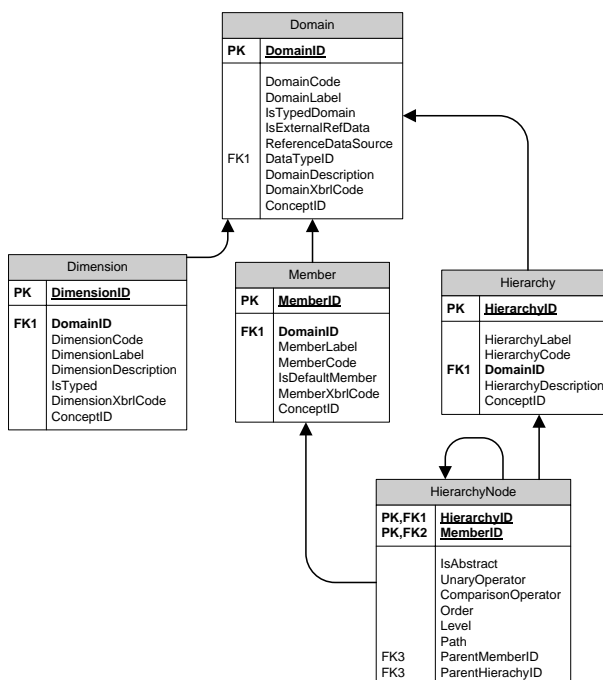 Domain
PK DomainID
DomainCode
DomainLabel
IsTypedDomain
IsExternalRefData
ReferenceDataSource
FK1 DataTypeID
DomainDescription
DomainXbrlCode
ConceptID
Dimension
PK DimensionID
FK1 DomainID
DimensionCode
DimensionLabel
DimensionDescription
IsTyped
DimensionXbrlCode
ConceptID
Member
PK MemberID
FK1 DomainID
MemberLabel
MemberCode
IsDefaultMember
MemberXbrlCode
ConceptID
Hierarchy
PK HierarchyID
HierarchyLabel
HierarchyCode
FK1 DomainID
HierarchyDescription
ConceptID
HierarchyNode
PK,FK1 HierarchyID
PK,FK2 MemberID
IsAbstract
UnaryOperator
ComparisonOperator
Order
Level
Path
FK3 ParentMemberID
FK3 ParentHierachyID